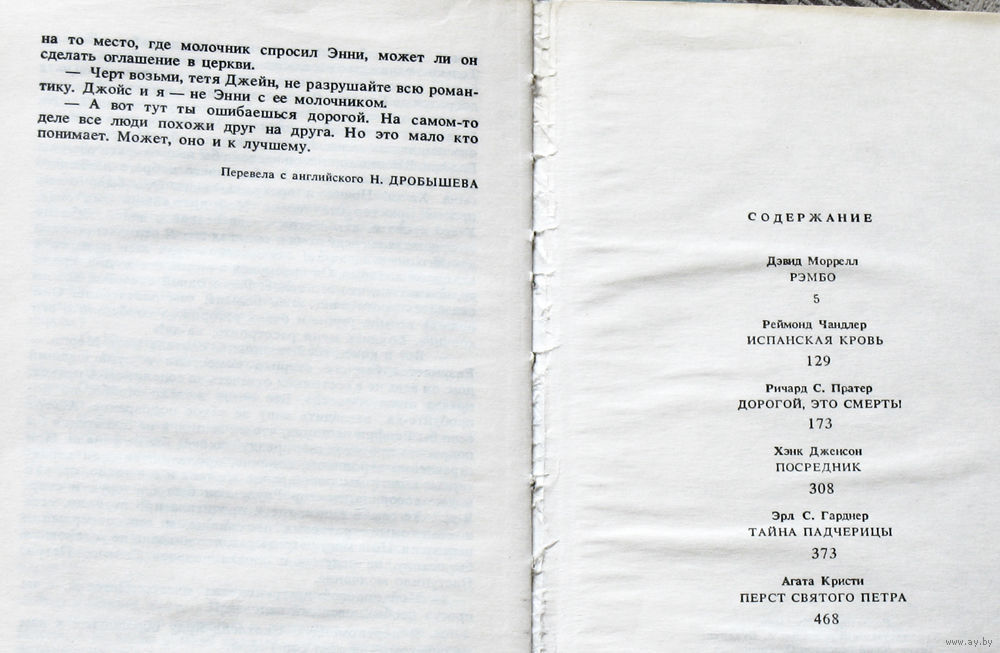 на то место, где молочник спросил Энни, может ли он
сделать оглашение в церкви.
— Черт возьми, тетя Джейн, не разрушайте всю роман-
тику. Джойс и я — не Энни с ее молочником.
— А вот тут ты ошибаешься дорогой. На самом-то
деле все люди похожи друг на друга. Но это мало кто
понимает. Может, оно и к лучшему.
Перевела с английского Н. ДРОБЫШЕВА
СОДЕРЖАНИЕ
Дэвид Моррелл
РЭМБО
5
Реймонд Чандлер
ИСПАНСКАЯ КРОВЬ
129
Ричард С. Пратер
ДОРОГОЙ, ЭТО СМЕРТЫ
173
Хэнк Дженсон
ПОСРЕДНИК
308
Эрл С. Гарднер
ТАЙНА ПАДЧЕРИЦЫ
373
Агата Кристи
ПЕРСТ СВЯТОГО ПЕТРА
468
www.ay.by